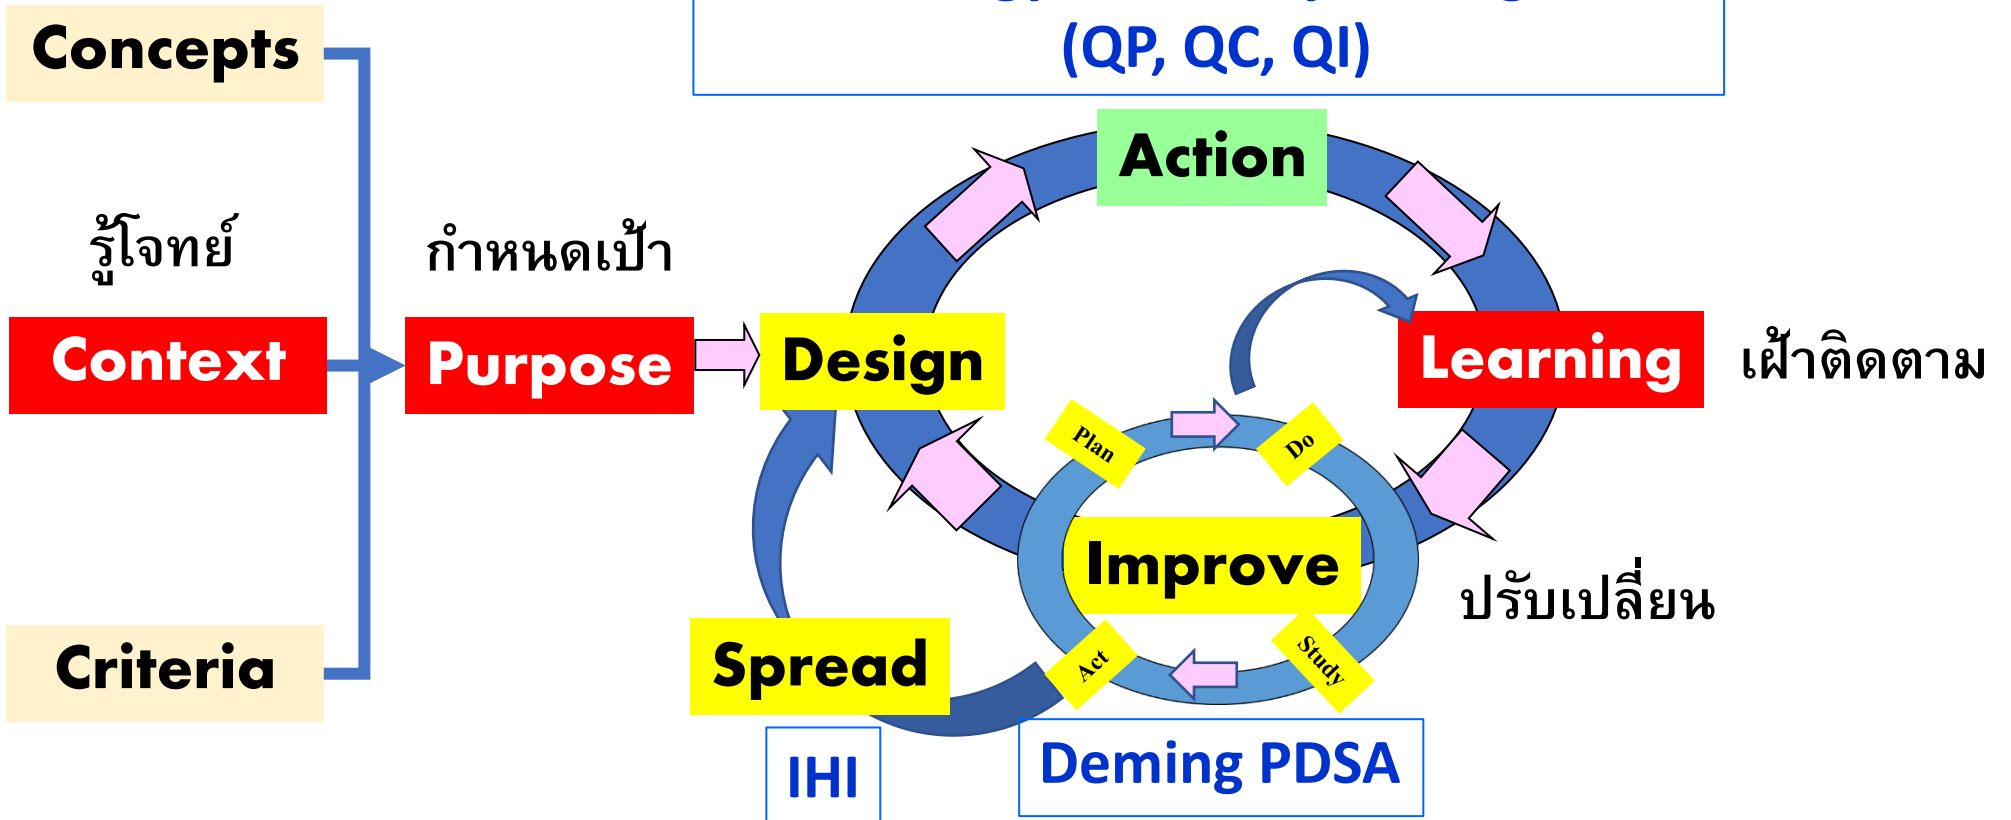 (QP, QC, QI)
Concepts
Action
รู้โจทย์
กำหนดเป้า
Context
Purpose
Design
Learning
เฝ้าติดตาม
Plan
Do
Improve
ปรับเปลี่ยน
Criteria
Spread
Act
Study
IHI
Deming PDSA